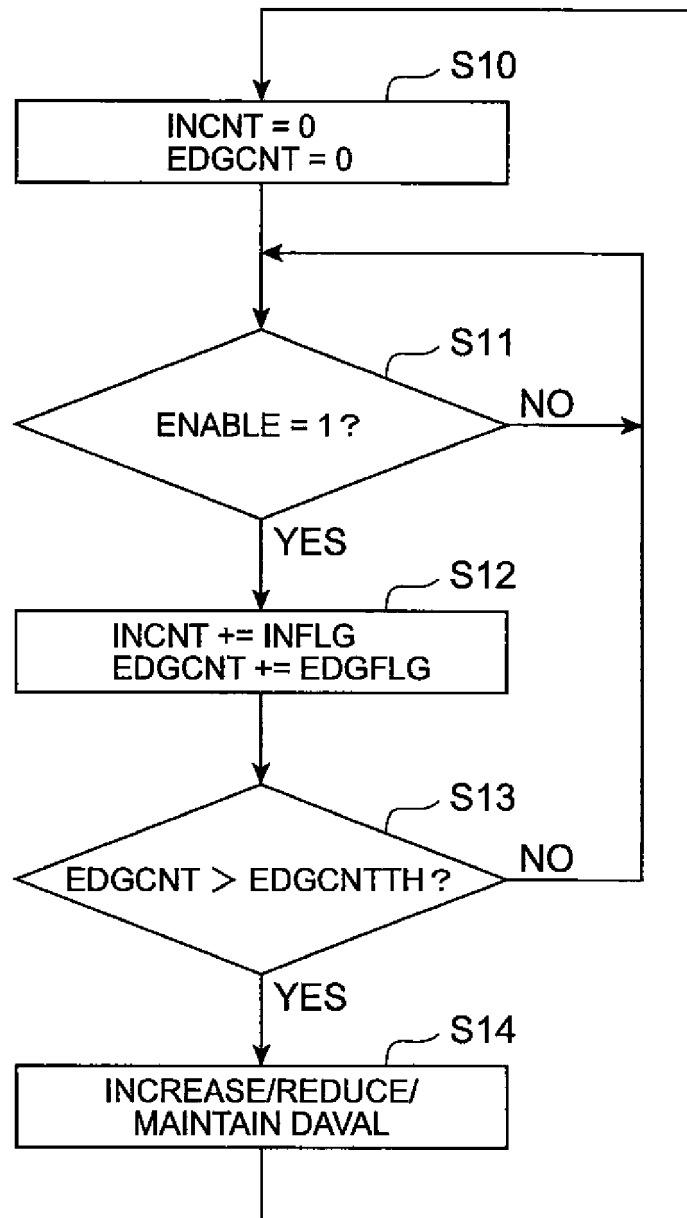 S10
INCNT = 0
EDGCNT = 0
S11
ENABLE = 1 ?
NO
YES
S12
INCNT += INFLG
EDGCNT += EDGFLG
S13
EDGCNT > EDGCNTTH ?
NO
YES
S14
INCREASE/REDUCE/
MAINTAIN DAVAL